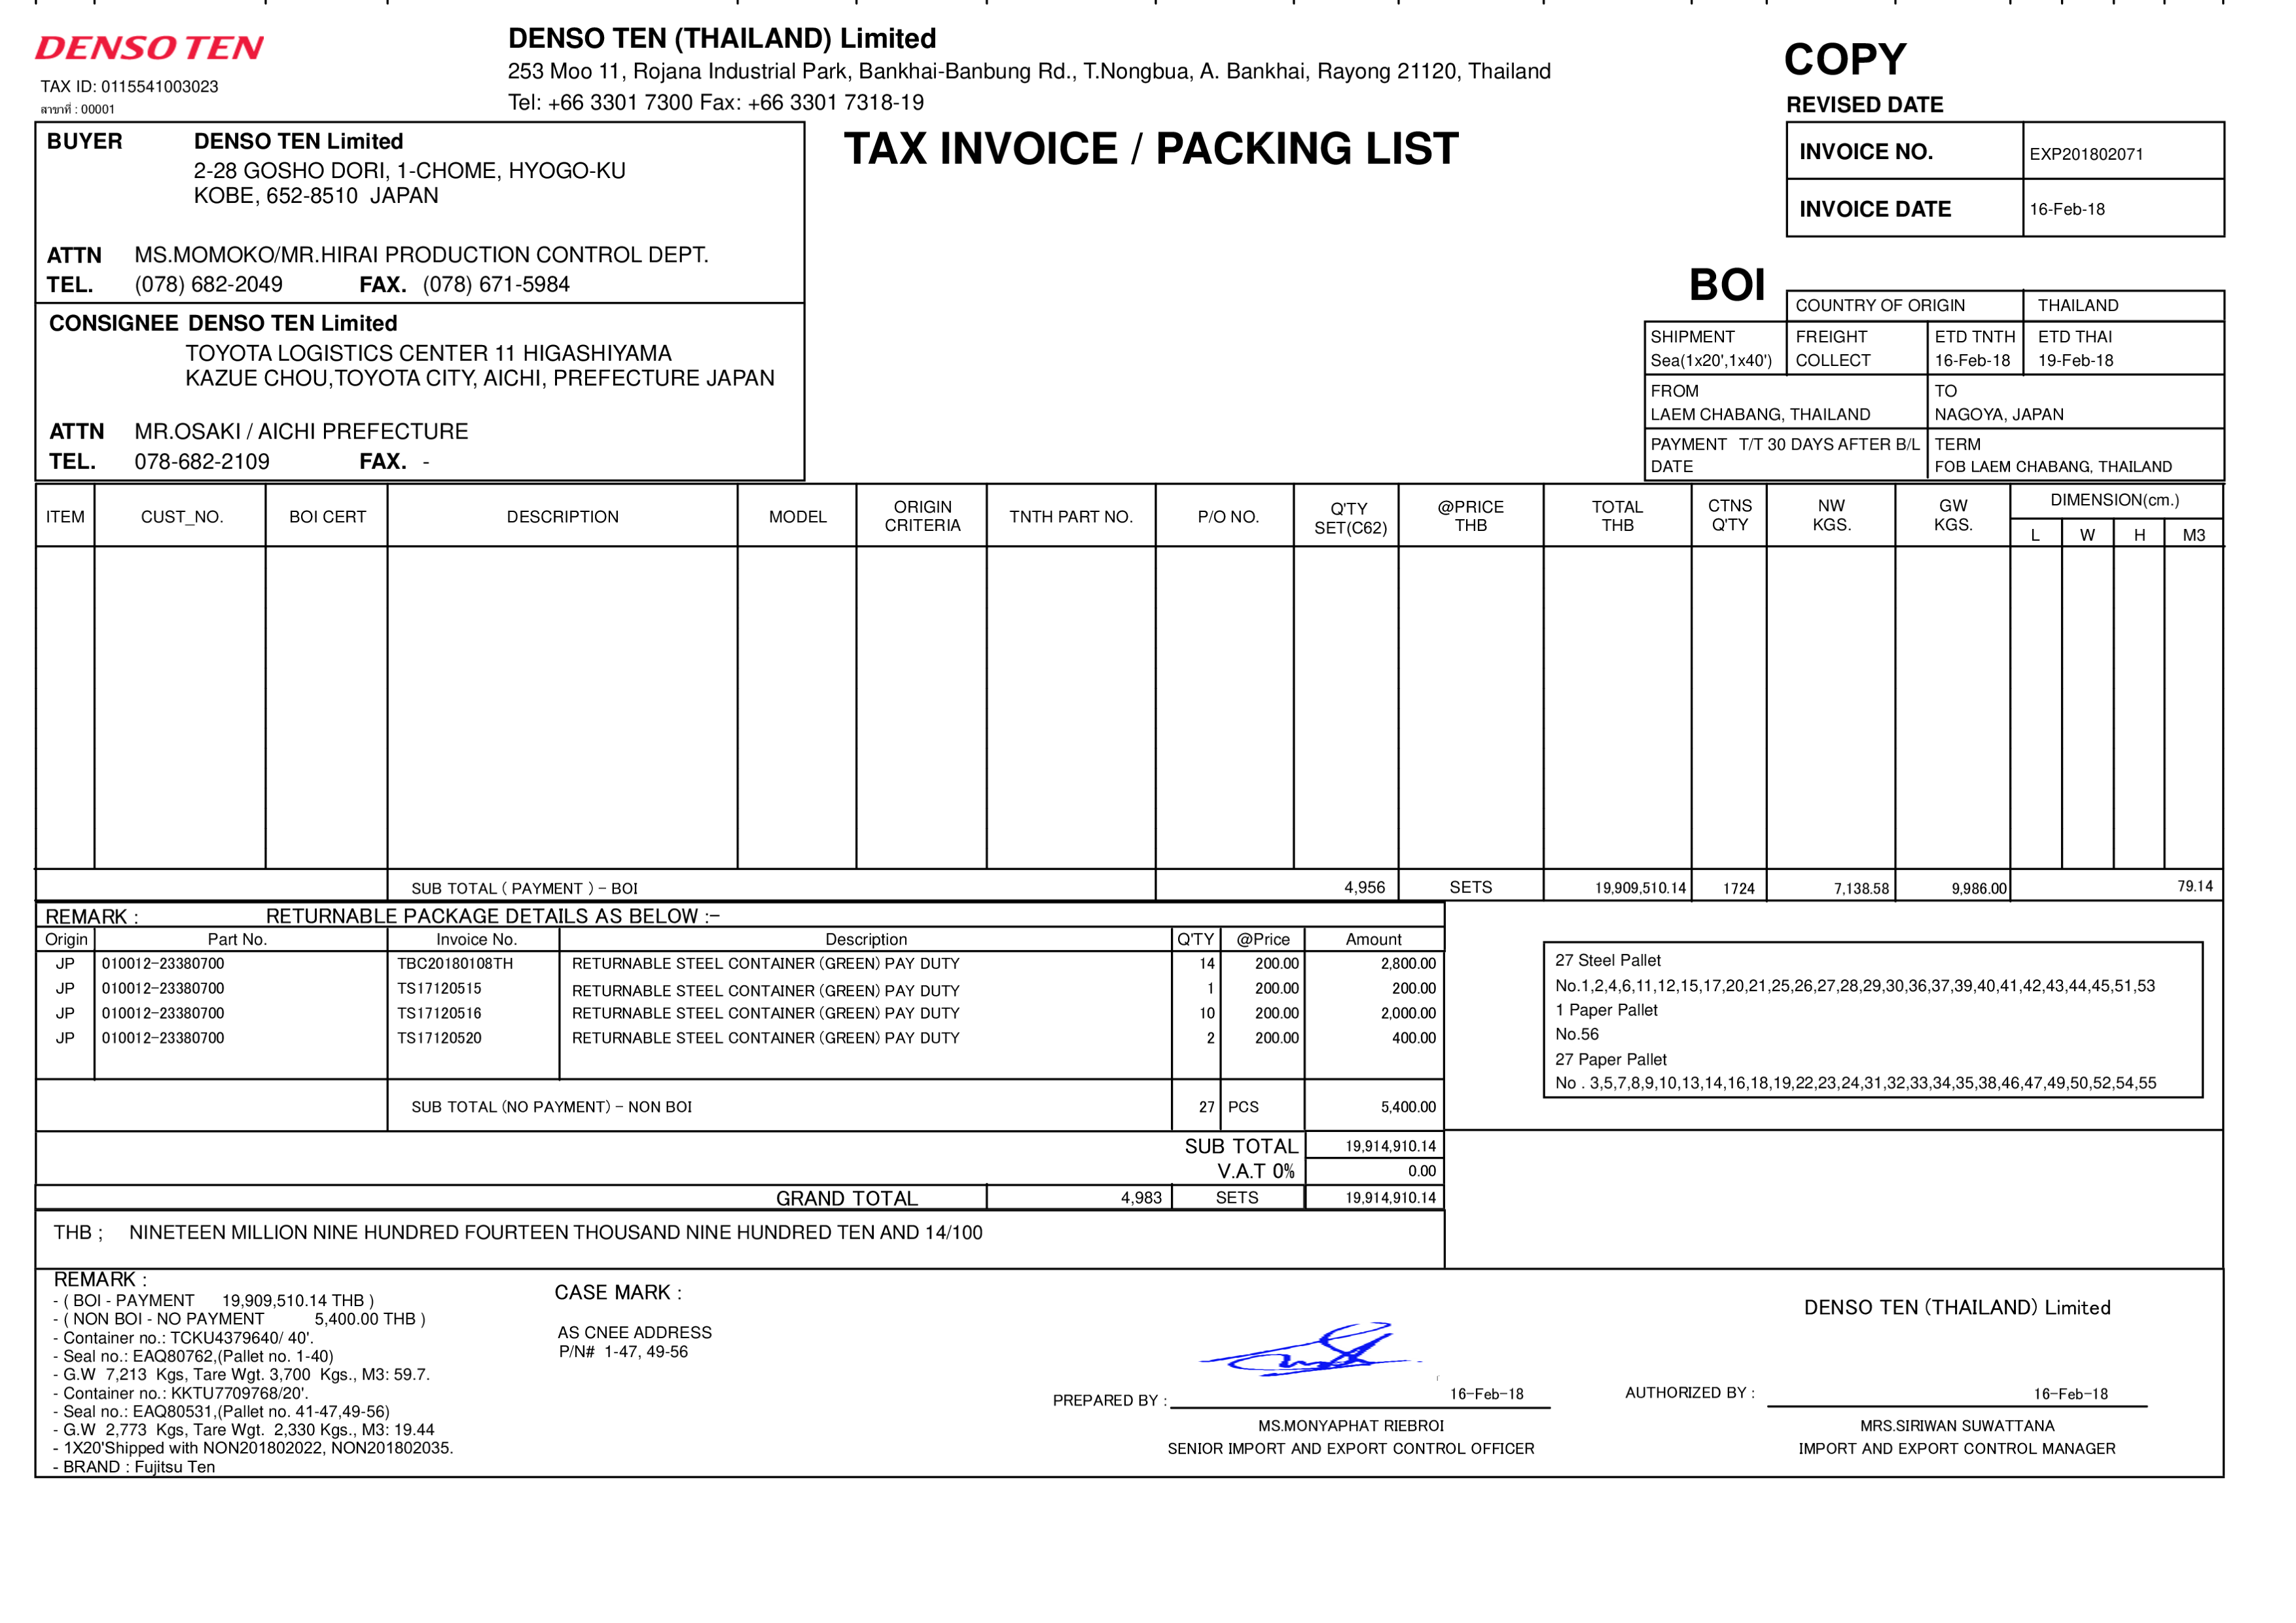 DENSO TEN
TAX ID: 0115541003023
สาขาที่ : 00001
DENSO TEN (THAILAND) Limited
253 Moo 11, Rojana Industrial Park, Bankhai-Banbung Rd., T.Nongbua, A. Bankhai, Rayong 21120, Thailand
Tel: +66 3301 7300 Fax: +66 3301 7318-19
COPY
REVISED DATE
TAX INVOICE / PACKING LIST
INVOICE NO. EXP201802071
INVOICE DATE 16-Feb-18
BUYER DENSO TEN Limited
2-28 GOSHO DORI, 1-CHOME, HYOGO-KU
KOBE, 652-8510 JAPAN
ATTN MS.MOMOKO/MR.HIRAI PRODUCTION CONTROL DEPT.
TEL. (078) 682-2049 FAX. (078) 671-5984
CONSIGNEE DENSO TEN Limited
TOYOTA LOGISTICS CENTER 11 HIGASHIYAMA
KAZUE CHOU,TOYOTA CITY, AICHI, PREFECTURE JAPAN
ATTN MR.OSAKI / AICHI PREFECTURE
TEL. 078-682-2109 FAX. -
BOI
COUNTRY OF ORIGIN THAILAND
SHIPMENT FREIGHT ETD TNTH ETD THAI
Sea(1x20',1x40') COLLECT 16-Feb-18 19-Feb-18
FROM TO
LAEM CHABANG, THAILAND NAGOYA, JAPAN
PAYMENT T/T 30 DAYS AFTER B/L TERM
DATE FOB LAEM CHABANG, THAILAND
ITEM CUST_NO. BOI CERT DESCRIPTION MODEL ORIGIN CRITERIA TNTH PART NO. P/O NO. Q'TY SET(C62) @PRICE THB TOTAL THB CTNS Q'TY NW KGS. GW KGS. DIMENSION(cm.)
L W H M3
SUB TOTAL ( PAYMENT ) - BOI 4,956 SETS 19,909,510.14 1724 7,138.58 9,986.00 79.14
REMARK : RETURNABLE PACKAGE DETAILS AS BELOW :-
Origin Part No. Invoice No. Description Q'TY @Price Amount
JP 010012-23380700 TBC20180108TH RETURNABLE STEEL CONTAINER (GREEN) PAY DUTY 14 200.00 2,800.00
JP 010012-23380700 TS17120515 RETURNABLE STEEL CONTAINER (GREEN) PAY DUTY 1 200.00 200.00
JP 010012-23380700 TS17120516 RETURNABLE STEEL CONTAINER (GREEN) PAY DUTY 10 200.00 2,000.00
JP 010012-23380700 TS17120520 RETURNABLE STEEL CONTAINER (GREEN) PAY DUTY 2 200.00 400.00
SUB TOTAL (NO PAYMENT) - NON BOI 27 PCS 5,400.00
27 Steel Pallet
No.1,2,4,6,11,12,15,17,20,21,25,26,27,28,29,30,36,37,39,40,41,42,43,44,45,51,53
1 Paper Pallet
No.56
27 Paper Pallet
No . 3,5,7,8,9,10,13,14,16,18,19,22,23,24,31,32,33,34,35,38,46,47,49,50,52,54,55
SUB TOTAL 19,914,910.14
V.A.T 0% 0.00
GRAND TOTAL 4,983 SETS 19,914,910.14
THB ; NINETEEN MILLION NINE HUNDRED FOURTEEN THOUSAND NINE HUNDRED TEN AND 14/100
REMARK :
- ( BOI - PAYMENT 19,909,510.14 THB )
- ( NON BOI - NO PAYMENT 5,400.00 THB )
- Container no.: TCKU4379640/ 40'.
- Seal no.: EAQ80762,(Pallet no. 1-40)
- G.W 7,213 Kgs, Tare Wgt. 3,700 Kgs., M3: 59.7.
- Container no.: KKTU7709768/20'.
- Seal no.: EAQ80531,(Pallet no. 41-47,49-56)
- G.W 2,773 Kgs, Tare Wgt. 2,330 Kgs., M3: 19.44
- 1X20'Shipped with NON201802022, NON201802035.
- BRAND : Fujitsu Ten
CASE MARK :
AS CNEE ADDRESS
P/N# 1-47, 49-56
PREPARED BY : 16-Feb-18
MS.MONYAPHAT RIEBROI
SENIOR IMPORT AND EXPORT CONTROL OFFICER
DENSO TEN (THAILAND) Limited
AUTHORIZED BY : 16-Feb-18
MRS.SIRIWAN SUWATTANA
IMPORT AND EXPORT CONTROL MANAGER